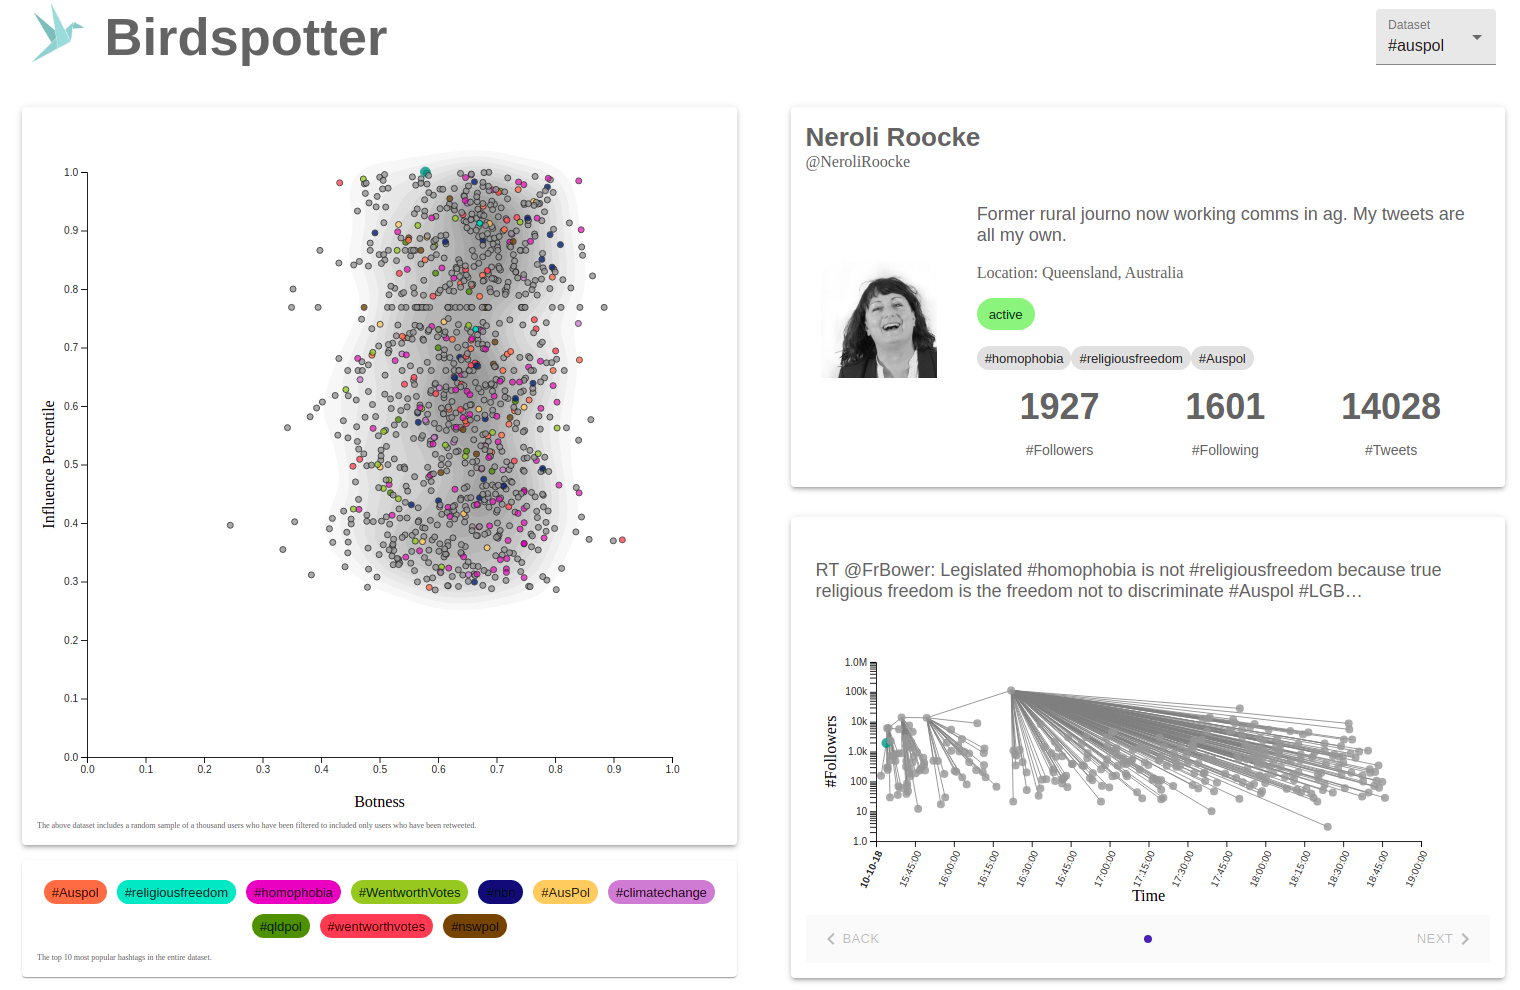 Birdspotter
Dataset
#auspol
1.0
0.9
0.8
0.7
0.6
0.5
0.4
0.3
0.2
0.1
0.0
Influence Percentile
0.0 0.1 0.2 0.3 0.4 0.5 0.6 0.7 0.8 0.9 1.0
Botness
The above dataset includes a random sample of a thousand users who have been filtered to included only users who have been retweeted.
#Auspol #religiousfreedom #homophobia #WentworthVotes #nitin #AusPol #climatechange
#qldpol #wentworthvotes #nswpol
The top 10 most popular hashtags in the entire dataset.
Neroli Roocke
@NeroliRoocke
Former rural journo now working comms in ag. My tweets are
all my own.
Location: Queensland, Australia
active
#homophobia #religiousfreedom #Auspol
1927 1601 14028
#Followers #Following #Tweets
RT @FrBower: Legislated #homophobia is not #religiousfreedom because true
religious freedom is the freedom not to discriminate #Auspol #LGB…
1.0M
100k
10k
1.0k
100
10
1.0
#Followers
10-10-18 15:45:00 16:00:00 16:15:00 16:30:00 16:45:00 17:00:00 17:15:00 17:30:00 17:45:00 18:00:00 18:15:00 18:30:00 18:45:00 19:00:00
Time
BACK NEXT